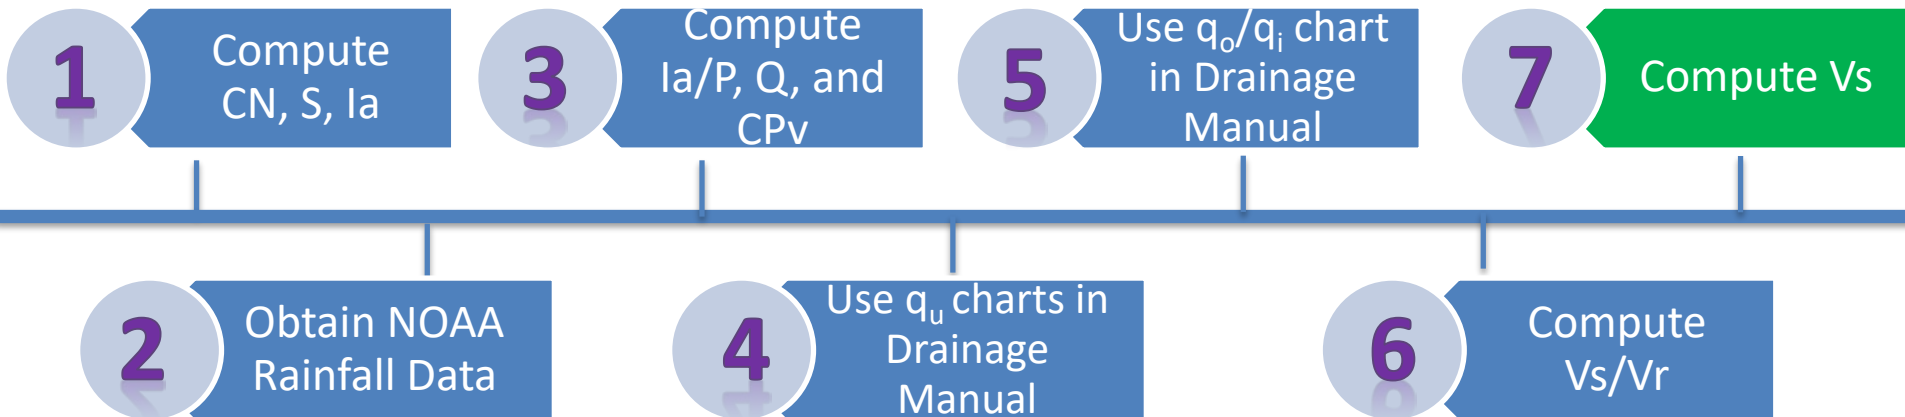 1
Compute
CN, S, Ia
2
Obtain NOAA
Rainfall Data
3
Compute
Ia/P, Q, and
CPv
4
Use qu charts in
Drainage
Manual
5
Use qo/qi chart
in Drainage
Manual
6
Compute
Vs/Vr
7
Compute Vs